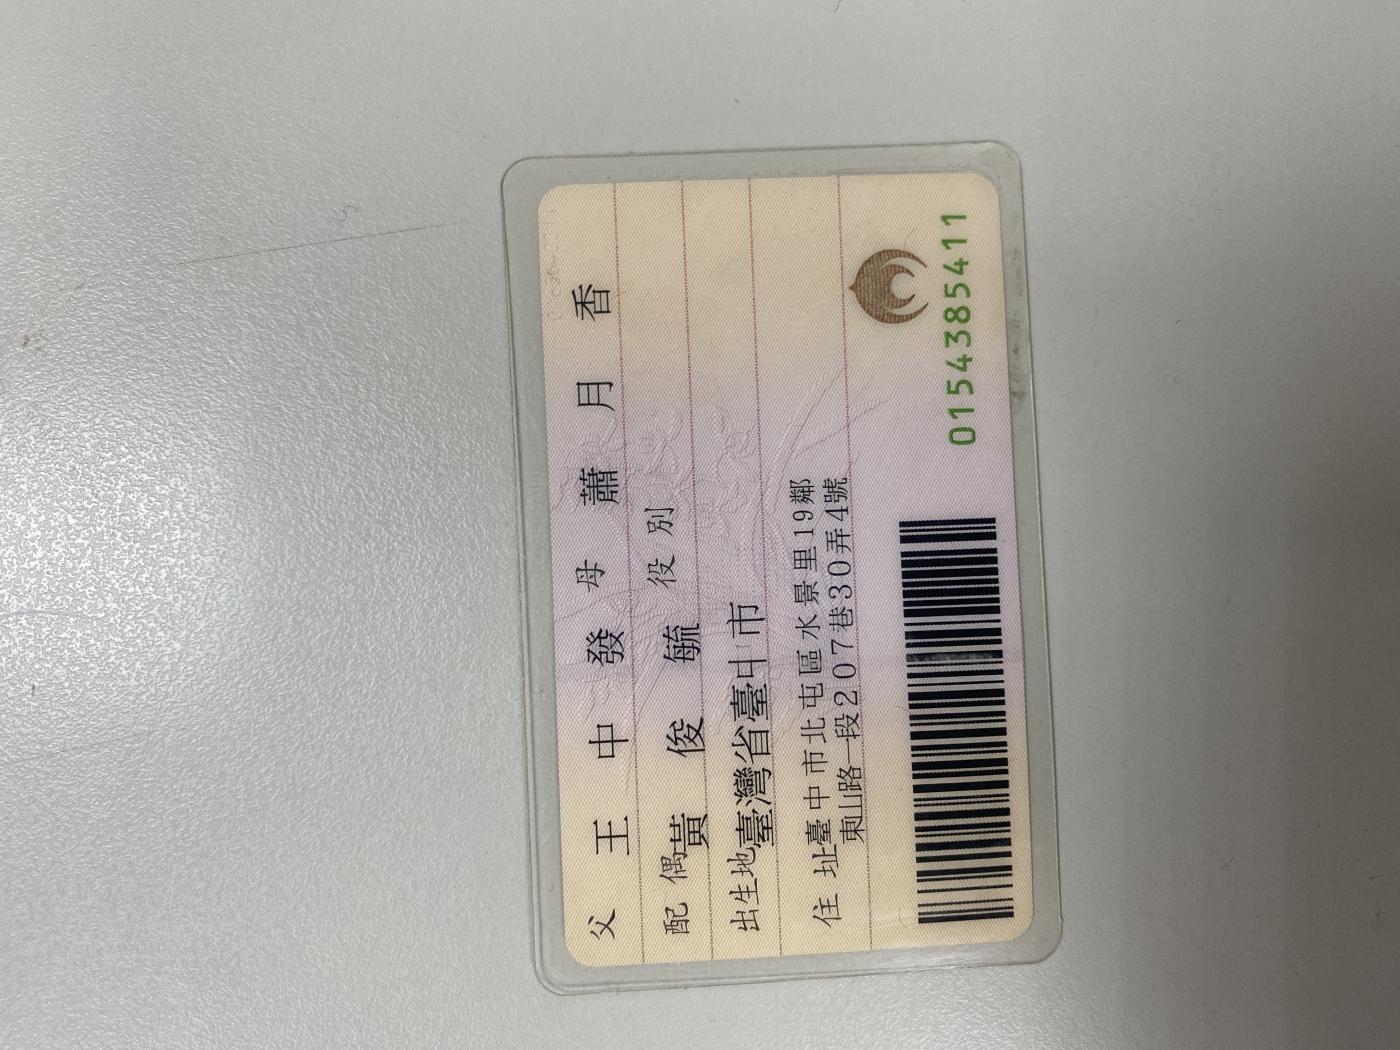 父 王中發 母 蕭月香
配偶 黃俊毓 役別
出生地 臺灣省臺中市
住址 臺中市北屯區水景里19鄰
東山路一段207巷30弄4號
0154385411